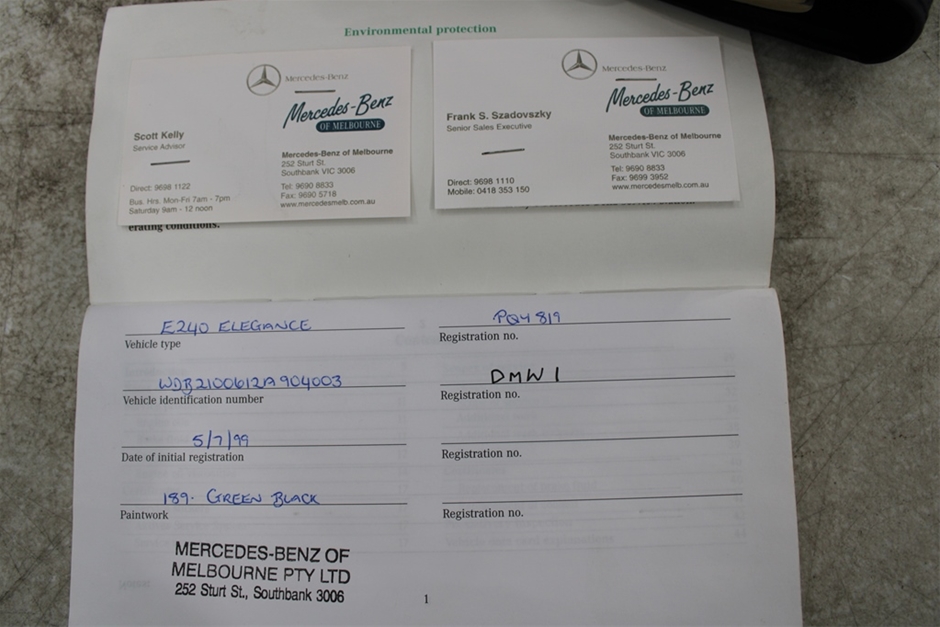 Environmental protection
Mercedes-Benz
Mercedes-Benz
OF MELBOURNE
Scott Kelly
Service Advisor
Mercedes-Benz of Melbourne
252 Sturt St.
Southbank VIC 3006
Direct: 9698 1122
Bus. Hrs. Mon-Fri 7am - 7pm
Saturday 9am - 12 noon
Tel: 9690 8833
Fax: 9690 5718
www.mercedesmelb.com.au
Mercedes-Benz
Mercedes-Benz
OF MELBOURNE
Frank S. Szadovszky
Senior Sales Executive
Mercedes-Benz of Melbourne
252 Sturt St.
Southbank VIC 3006
Direct: 9698 1110
Mobile: 0418 353 150
Tel: 9690 8833
Fax: 9699 3952
www.mercedesmelb.com.au
erating conditions.
E240 ELEGANCE
Vehicle type
PQY 819
Registration no.
WDB2100612A904003
Vehicle identification number
DMW 1
Registration no.
5/7/99
Date of initial registration
Registration no.
189. GREEN BLACK
Paintwork
Registration no.
MERCEDES-BENZ OF
MELBOURNE PTY LTD
252 Sturt St., Southbank 3006
1